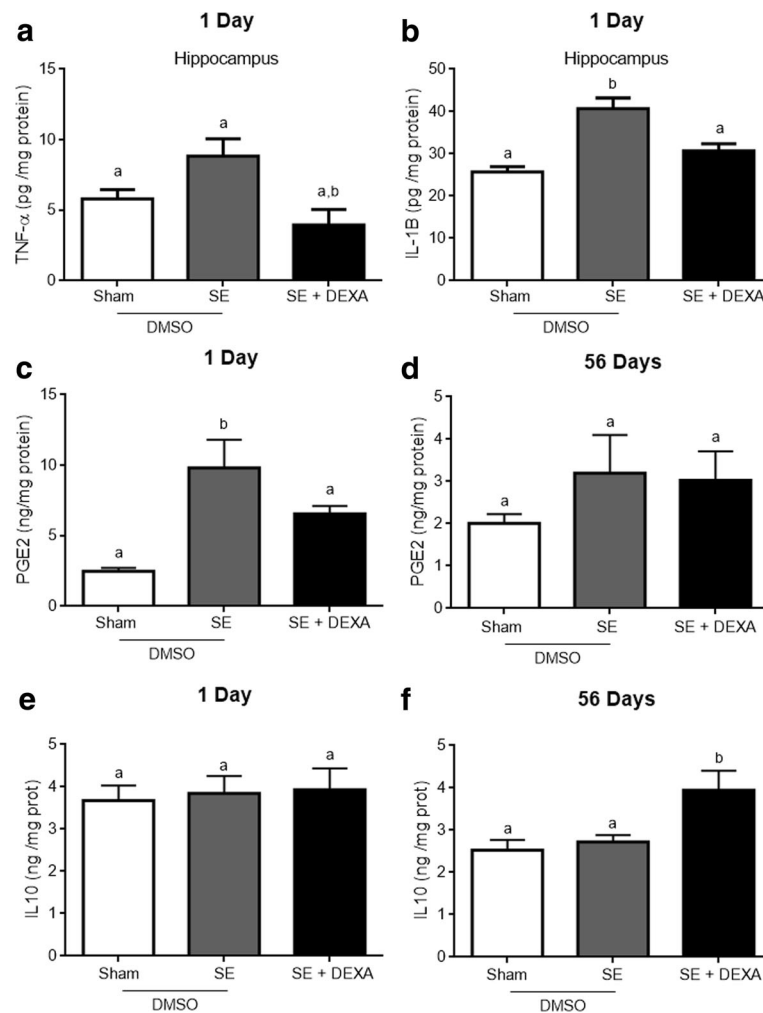 a
1 Day
Hippocampus
TNF-α (pg /mg protein)
15
10
5
0
a
a
a,b
Sham
SE
SE + DEXA
DMSO
b
1 Day
Hippocampus
IL-1B (pg /mg protein)
50
40
30
20
10
0
a
b
a
Sham
SE
SE + DEXA
DMSO
c
1 Day
PGE2 (ng/mg protein)
15
10
5
0
a
b
a
Sham
SE
SE + DEXA
DMSO
d
56 Days
PGE2 (ng/mg protein)
5
4
3
2
1
0
a
a
a
Sham
SE
SE + DEXA
DMSO
e
1 Day
IL10 (ng /mg prot)
5
4
3
2
1
0
a
a
a
Sham
SE
SE + DEXA
DMSO
f
56 Days
IL10 (ng /mg prot)
5
4
3
2
1
0
a
a
b
Sham
SE
SE + DEXA
DMSO